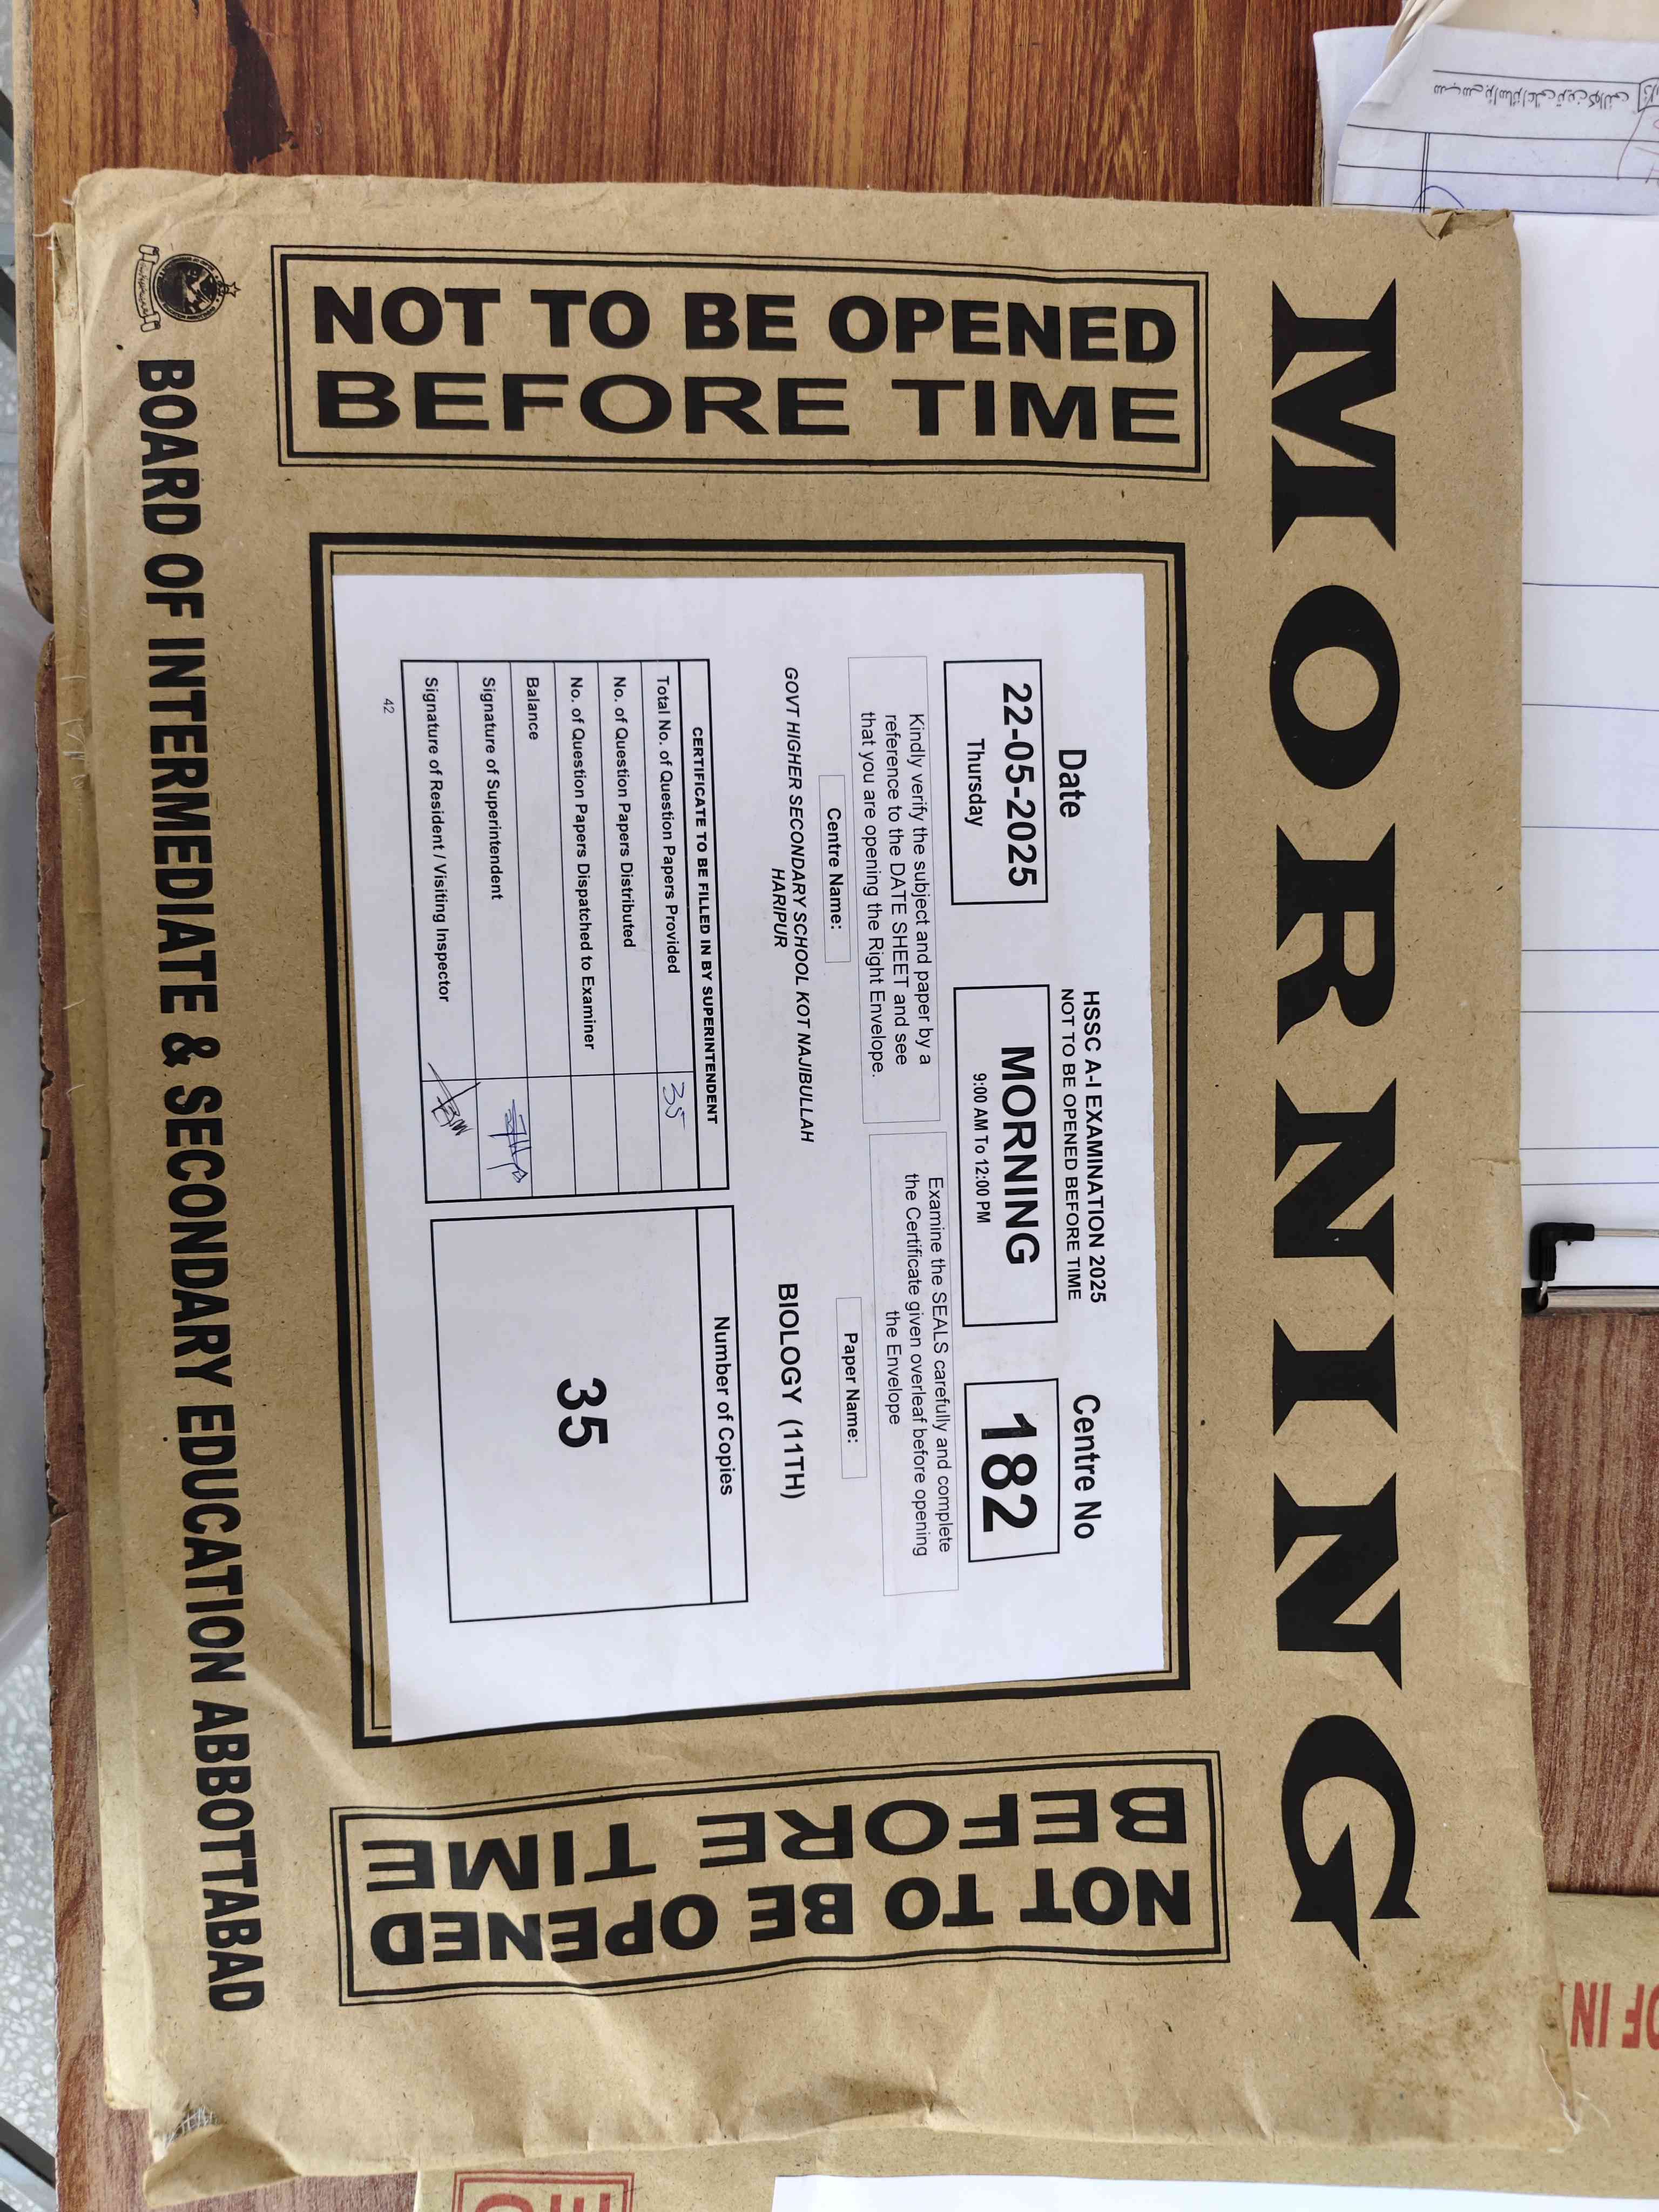 MORNING
NOT TO BE OPENED
BEFORE TIME
Date
22-05-2025
Thursday
HSSC A-I EXAMINATION 2025
NOT TO BE OPENED BEFORE TIME
MORNING
9:00 AM To 12:00 PM
Centre No
182
Kindly verify the subject and paper by a
reference to the DATE SHEET and see
that you are opening the Right Envelope.
Examine the SEALS carefully and complete
the Certificate given overleaf before opening
the Envelope
Centre Name:
GOVT HIGHER SECONDARY SCHOOL KOT NAJIBULLAH
HARIPUR
Paper Name:
BIOLOGY (11TH)
CERTIFICATE TO BE FILLED IN BY SUPERINTENDENT
Total No. of Question Papers Provided 35
No. of Question Papers Distributed
No. of Question Papers Dispatched to Examiner
Balance
Signature of Superintendent
Signature of Resident / Visiting Inspector
Number of Copies
35
42
NOT TO BE OPENED
BEFORE TIME
BOARD OF INTERMEDIATE & SECONDARY EDUCATION ABBOTTABAD
OF IN